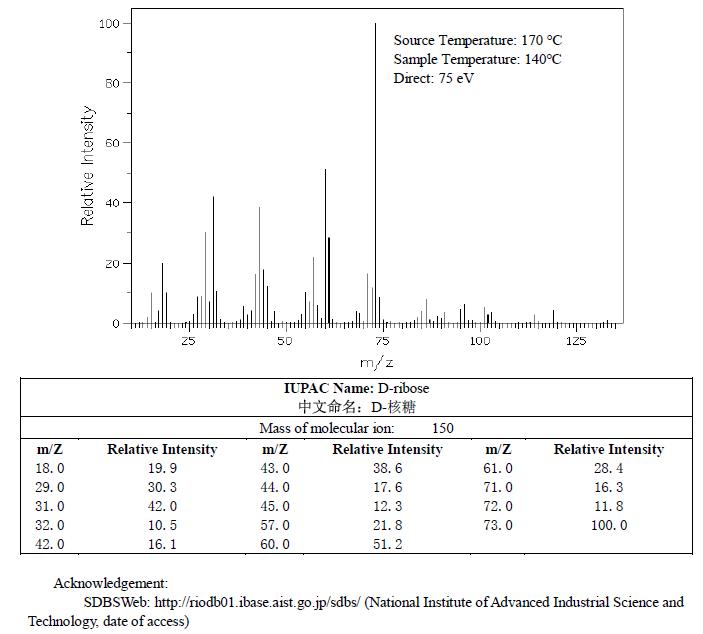 100
80
60
40
20
0
Relative Intensity
Source Temperature: 170 °C
Sample Temperature: 140°C
Direct: 75 eV
25 50 75 100 125
m/z
IUPAC Name: D-ribose
中文命名：D-核糖
Mass of molecular ion: 150
m/Z Relative Intensity m/Z Relative Intensity m/Z Relative Intensity
18.0 19.9 43.0 38.6 61.0 28.4
29.0 30.3 44.0 17.6 71.0 16.3
31.0 42.0 45.0 12.3 72.0 11.8
32.0 10.5 57.0 21.8 73.0 100.0
42.0 16.1 60.0 51.2
Acknowledgement:
SDBSWeb: http://riodb01.ibase.aist.go.jp/sdbs/ (National Institute of Advanced Industrial Science and
Technology, date of access)